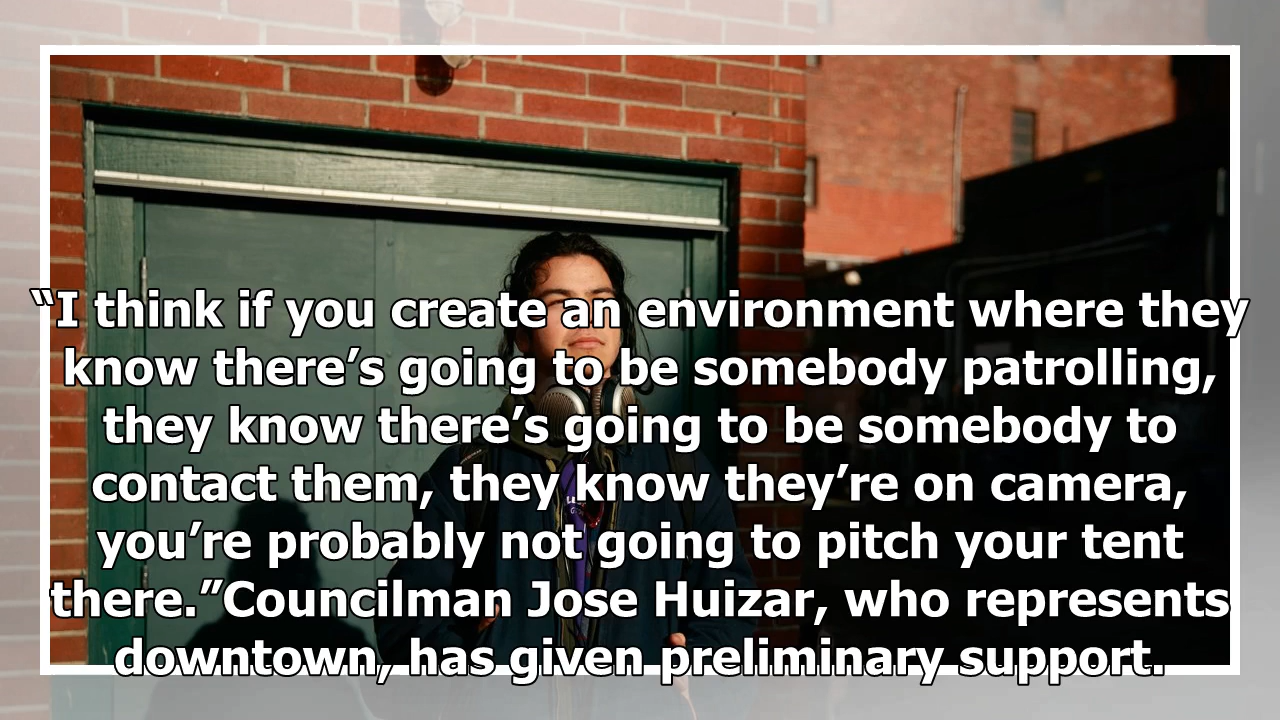 “I think if you create an environment where they
know there’s going to be somebody patrolling,
they know there’s going to be somebody to
contact them, they know they’re on camera,
you’re probably not going to pitch your tent
there.”Councilman Jose Huizar, who represents
downtown, has given preliminary support.